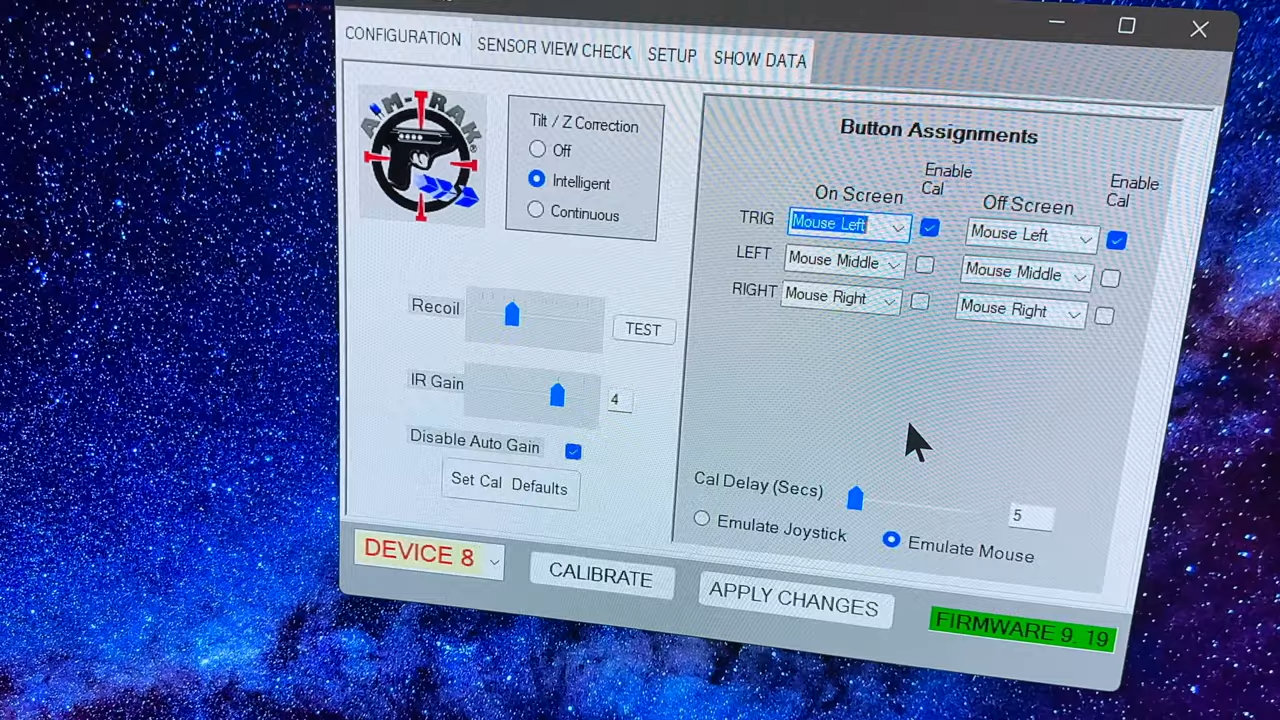 CONFIGURATION SENSOR VIEW CHECK SETUP SHOW DATA
AIM-TRAK®
Tilt / Z Correction
Off
Intelligent
Continuous
Recoil
TEST
IR Gain
4
Disable Auto Gain
Set Cal Defaults
Button Assignments
On Screen
Enable
Cal
Off Screen
Enable
Cal
TRIG Mouse Left Mouse Left
LEFT Mouse Middle Mouse Middle
RIGHT Mouse Right Mouse Right
Cal Delay (Secs) 5
Emulate Joystick Emulate Mouse
DEVICE 8 CALIBRATE APPLY CHANGES FIRMWARE 9. 19